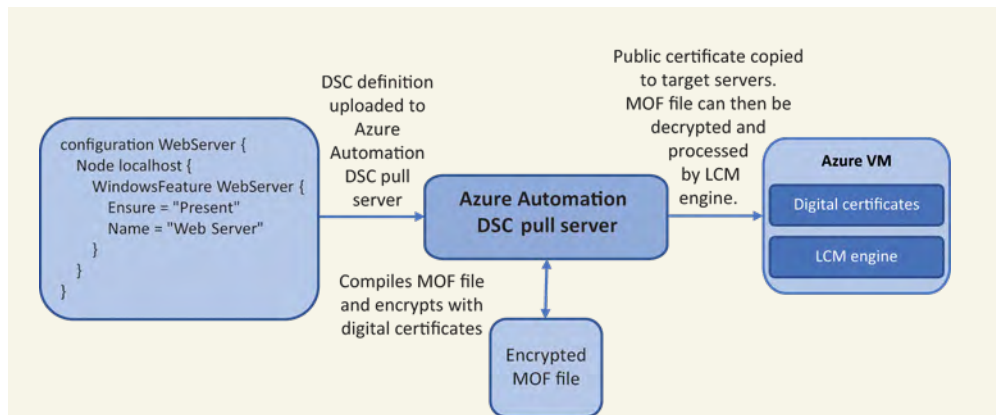 configuration WebServer {
Node localhost {
WindowsFeature WebServer {
Ensure = "Present"
Name = "Web Server"
}
}
}
DSC definition
uploaded to
Azure
Automation
DSC pull
server
Azure Automation
DSC pull server
Compiles MOF file
and encrypts with
digital certificates
Encrypted
MOF file
Public certificate copied
to target servers.
MOF file can then be
decrypted and
processed
by LCM
engine.
Azure VM
Digital certificates
LCM engine